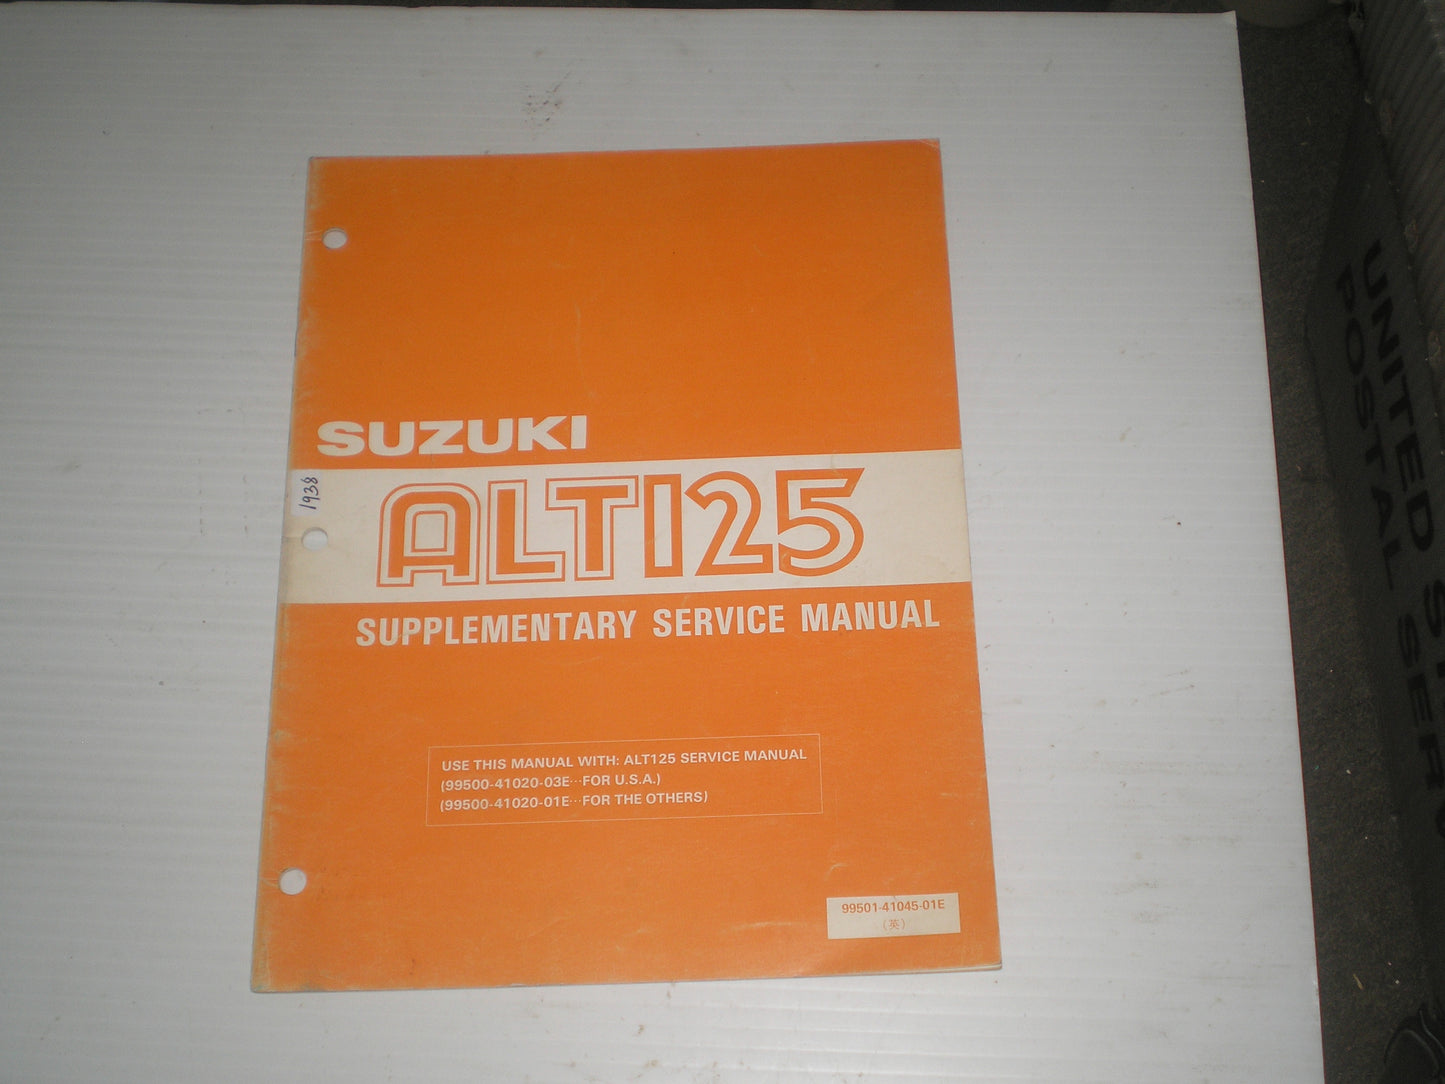 SUZUKI
1938
ALT125
SUPPLEMENTARY SERVICE MANUAL
USE THIS MANUAL WITH: ALT125 SERVICE MANUAL
(99500-41020-03E···FOR U.S.A.)
(99500-41020-01E···FOR THE OTHERS)
99501-41045-01E
(英)
UNITED
POSTAL